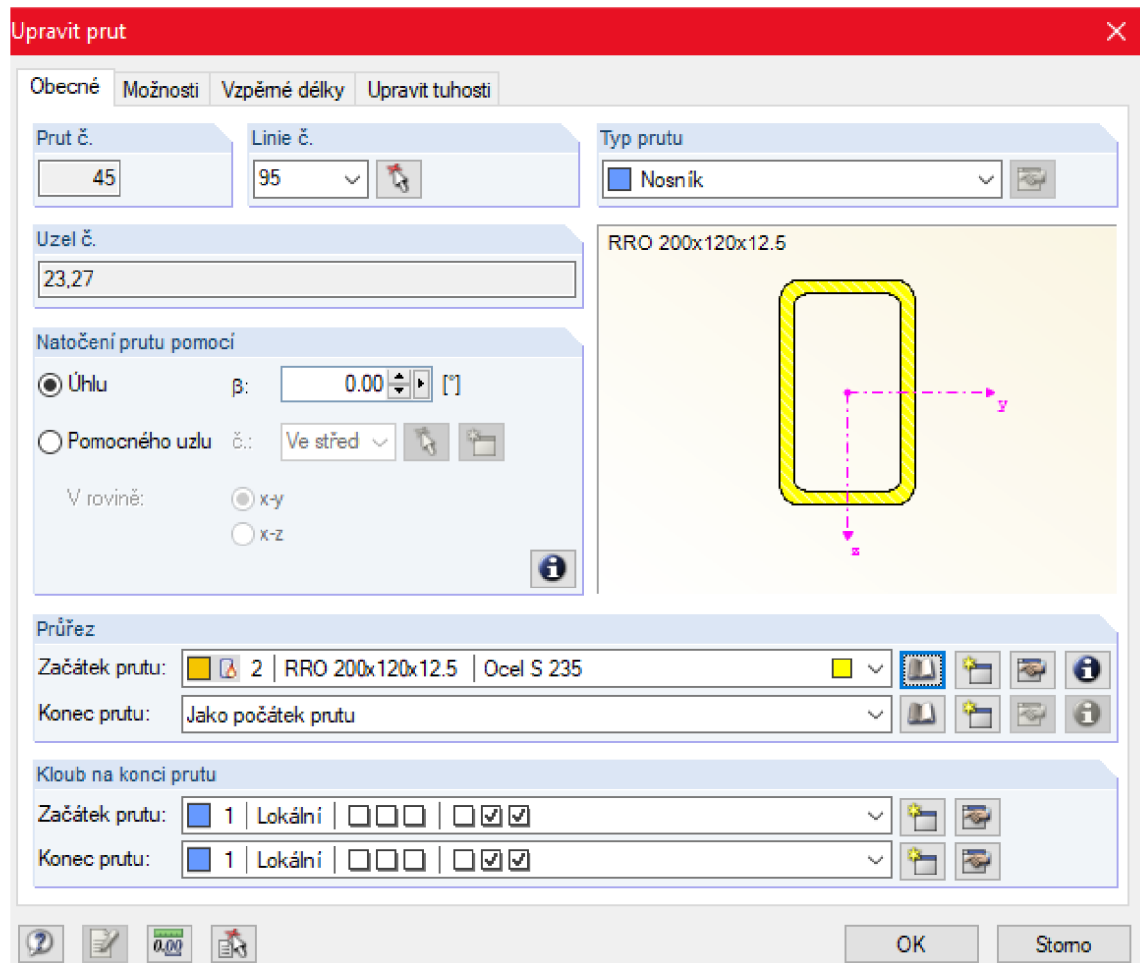 Upravit prut
Obecné Možnosti Vzpěrné délky Upravit tuhosti
Prut č. Linie č. Typ prutu
45 95 Nosník
Uzel č.
23,27
RRO 200x120x12.5
Natočení prutu pomocí
Úhlu β: 0.00 [°]
Pomocného uzlu č.: Ve střed
V rovině: x-y
x-z
y
z
Průřez
Začátek prutu: 2 RRO 200x120x12.5 Ocel S 235
Konec prutu: Jako počátek prutu
Kloub na konci prutu
Začátek prutu: 1 Lokální
Konec prutu: 1 Lokální
0.00 OK Storno